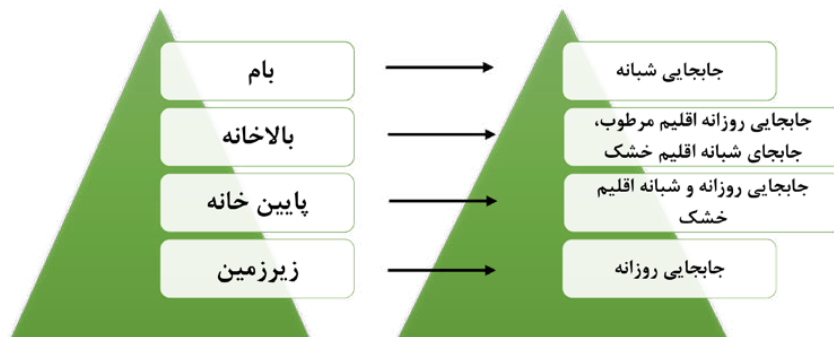 بام
جابجایی شبانه
بالاخانه
جابجایی روزانه اقلیم مرطوب،
جابجای شبانه اقلیم خشک
پایین خانه
جابجایی روزانه و شبانه اقلیم
خشک
زیرزمین
جابجایی روزانه